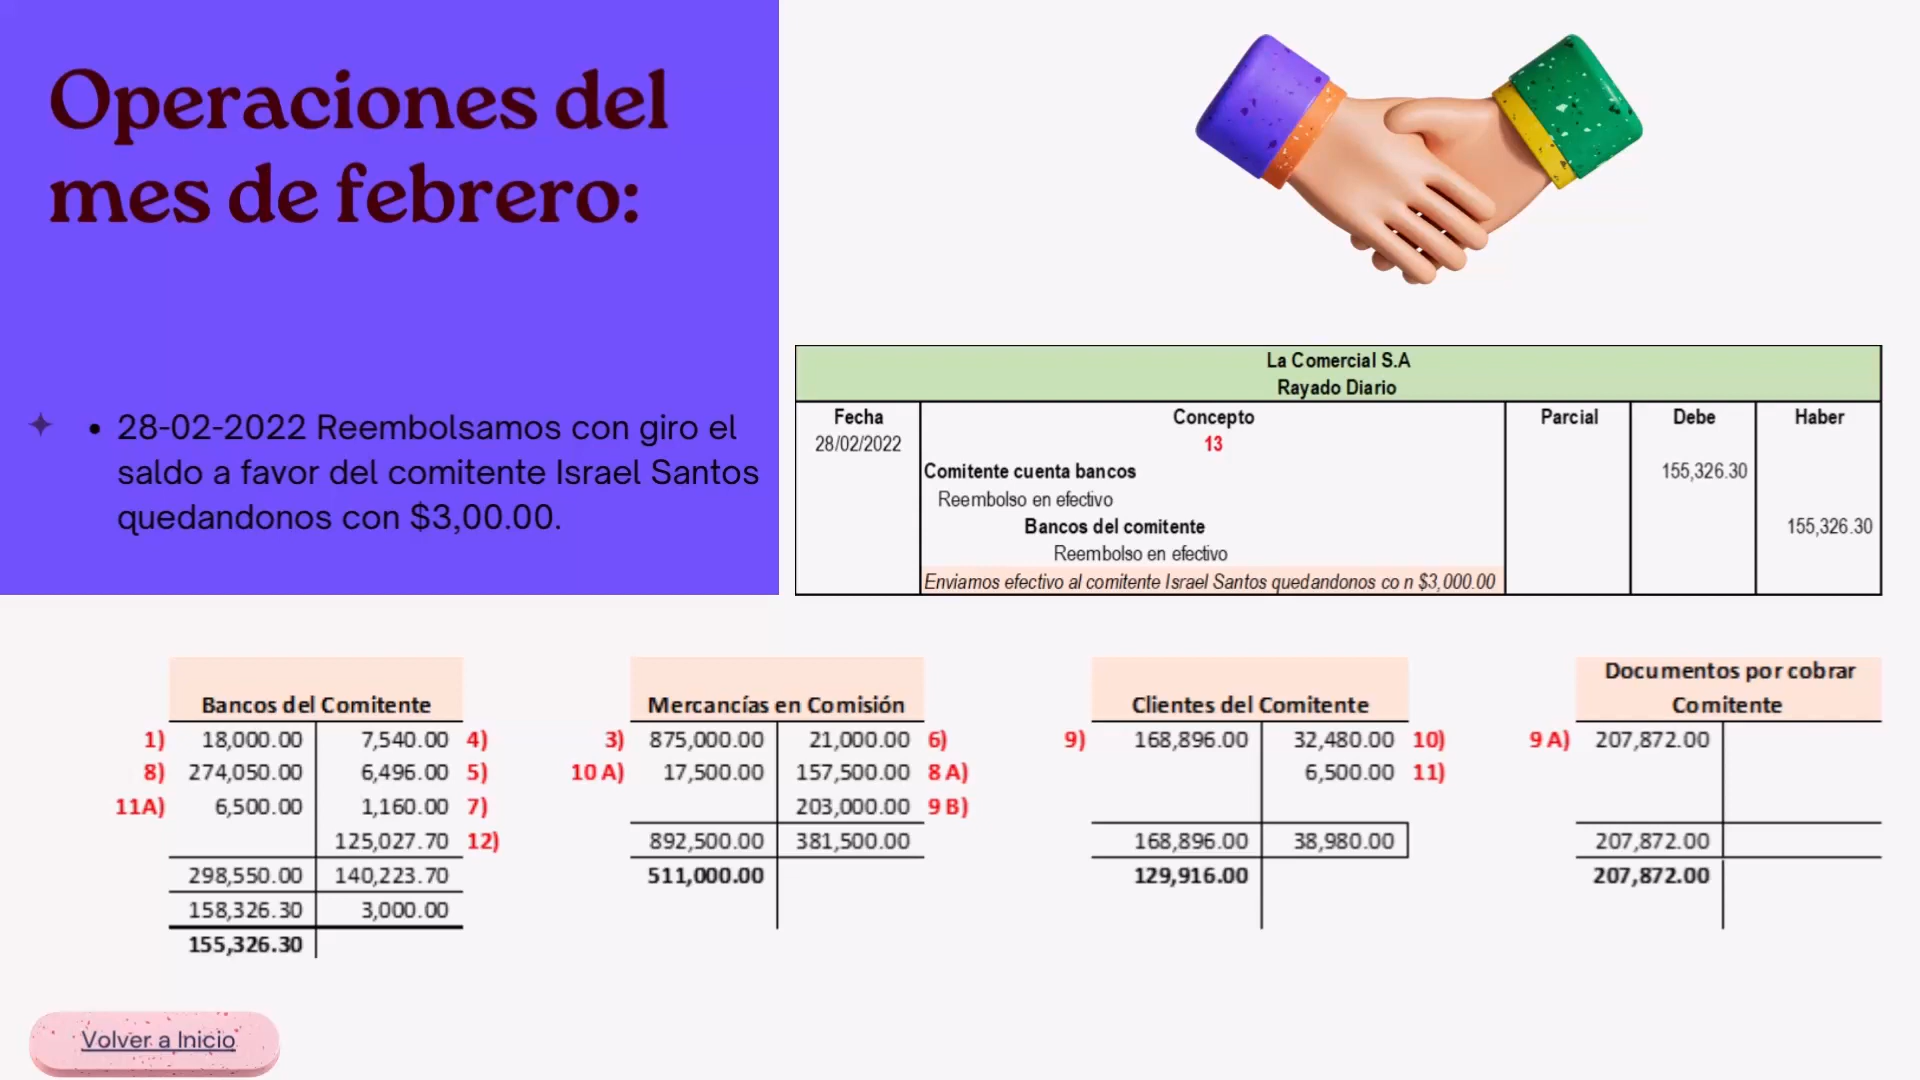 Operaciones del
mes de febrero:
• 28-02-2022 Reembolsamos con giro el
saldo a favor del comitente Israel Santos
quedandonos con $3,00.00.
La Comercial S.A
Rayado Diario
Fecha Concepto Parcial Debe Haber
28/02/2022 13
Comitente cuenta bancos 155,326.30
Reembolso en efectivo
Bancos del comitente 155,326.30
Reembolso en efectivo
Enviamos efectivo al comitente Israel Santos quedandonos co n $3,000.00
Bancos del Comitente
1) 18,000.00 7,540.00 4)
8) 274,050.00 6,496.00 5)
11A) 6,500.00 1,160.00 7)
125,027.70 12)
298,550.00 140,223.70
158,326.30 3,000.00
155,326.30
Mercancías en Comisión
3) 875,000.00 21,000.00 6)
10 A) 17,500.00 157,500.00 8 A)
203,000.00 9 B)
892,500.00 381,500.00
511,000.00
Clientes del Comitente
9) 168,896.00 32,480.00 10)
6,500.00 11)
168,896.00 38,980.00
129,916.00
Documentos por cobrar
Comitente
9 A) 207,872.00
207,872.00
207,872.00
Volver a Inicio